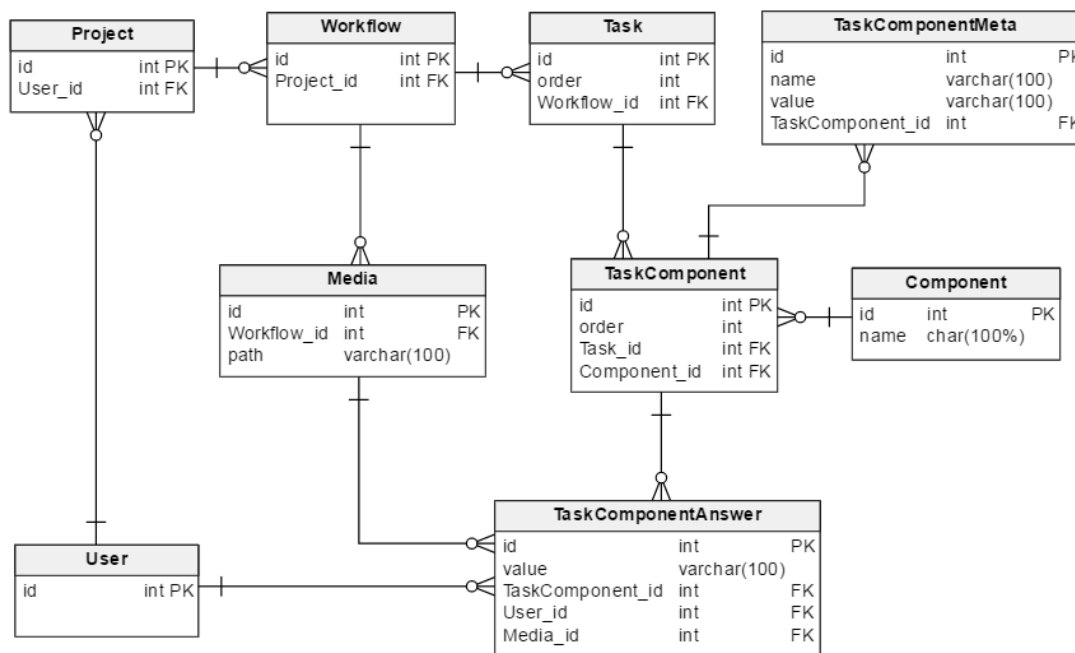 Project
id int PK
User_id int FK
Workflow
id int PK
Project_id int FK
Task
id int PK
order int
Workflow_id int FK
TaskComponentMeta
id int PK
name varchar(100)
value varchar(100)
TaskComponent_id int FK
Media
id int PK
Workflow_id int FK
path varchar(100)
TaskComponent
id int PK
order int
Task_id int FK
Component_id int FK
Component
id int PK
name char(100%)
User
id int PK
TaskComponentAnswer
id int PK
value varchar(100)
TaskComponent_id int FK
User_id int FK
Media_id int FK